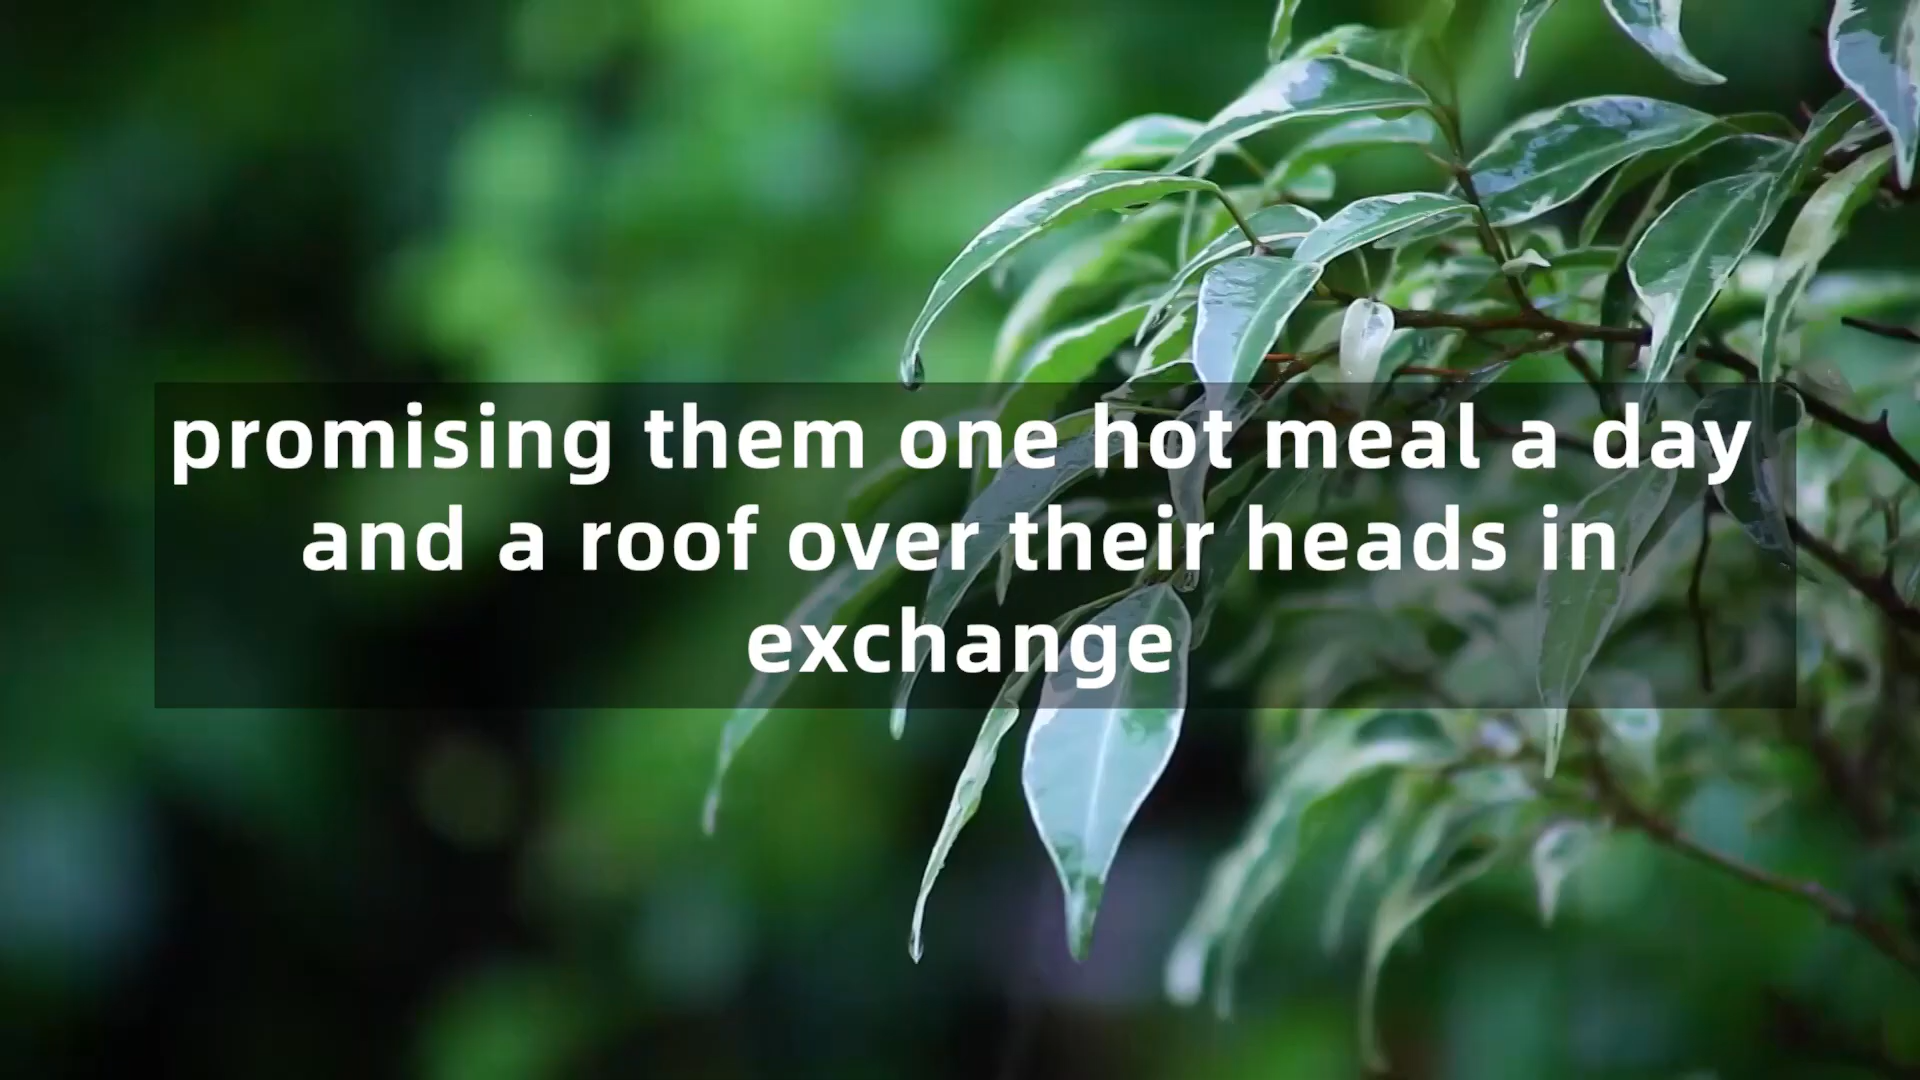 promising them one hot meal a day
and a roof over their heads in
exchange